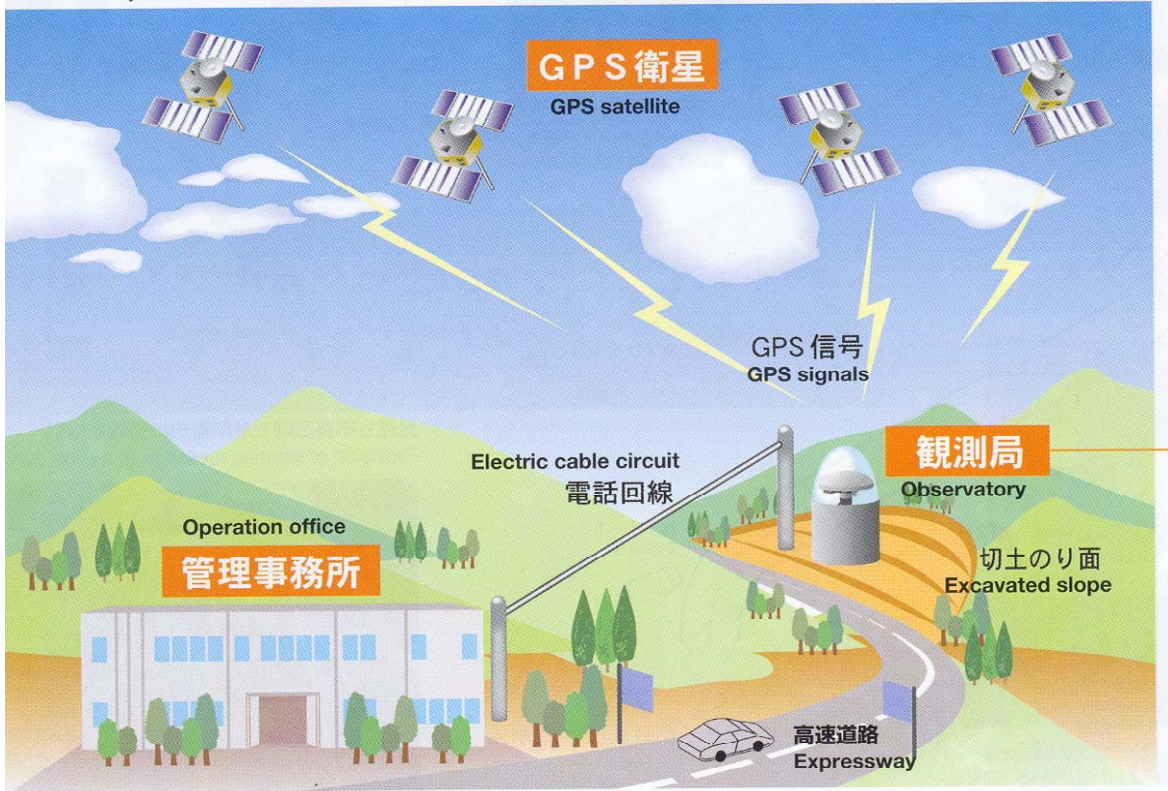 GPS衛星
GPS satellite
GPS信号
GPS signals
Electric cable circuit
電話回線
観測局
Observatory
Operation office
管理事務所
切土のり面
Excavated slope
高速道路
Expressway